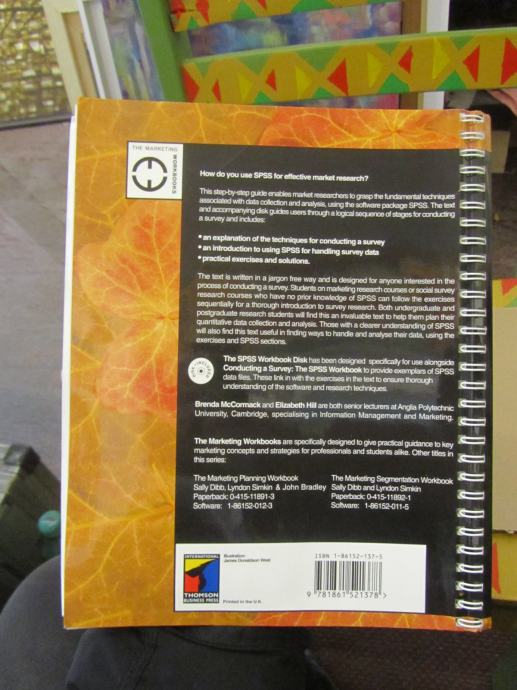 THE MARKETING
WORKBOOKS
How do you use SPSS for effective market research?
This step-by-step guide enables market researchers to grasp the fundamental techniques
associated with data collection and analysis, using the software package SPSS. The text
and accompanying disk guides users through a logical sequence of stages for conducting
a survey and includes:
• an explanation of the techniques for conducting a survey
• an introduction to using SPSS for handling survey data
• practical exercises and solutions.
The text is written in a jargon free way and is designed for anyone interested in the
process of conducting a survey. Students on marketing research courses or social survey
research courses who have no prior knowledge of SPSS can follow the exercises
sequentially for a thorough introduction to survey research. Both undergraduate and
postgraduate research students will find this an invaluable text to help them plan their
quantitative data collection and analysis. Those with a clearer understanding of SPSS
will also find this text useful in finding ways to handle and analyse their data, using the
exercises and SPSS sections.
The SPSS Workbook Disk has been designed specifically for use alongside
Conducting a Survey: The SPSS Workbook to provide exemplars of SPSS
data files. These link in with the exercises in the text to ensure thorough
understanding of the software and research techniques.
Brenda McCormack and Elizabeth Hill are both senior lecturers at Anglia Polytechnic
University, Cambridge, specialising in Information Management and Marketing.
The Marketing Workbooks are specifically designed to give practical guidance to key
marketing concepts and strategies for professionals and students alike. Other titles in
this series:
The Marketing Planning Workbook
Sally Dibb, Lyndon Simkin & John Bradley
Paperback: 0-415-11891-3
Software: 1-86152-012-3
The Marketing Segmentation Workbook
Sally Dibb and Lyndon Simkin
Paperback: 0-415-11892-1
Software: 1-86152-011-5
INTERNATIONAL
THOMSON
BUSINESS PRESS
Illustration:
James Donaldson West
Printed in the U.K.
ISBN 1-86152-137-5
9 781861 521378 >